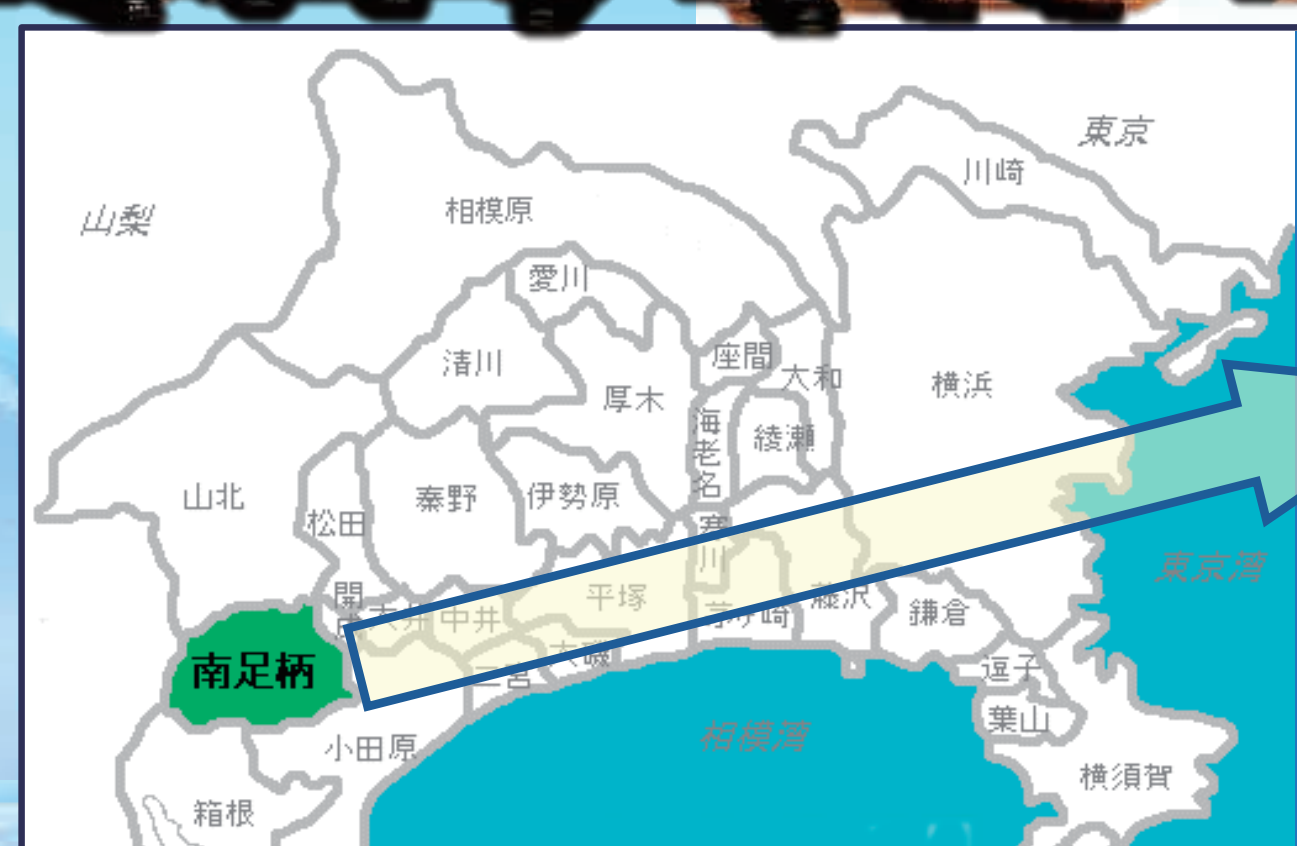 東京
川崎
山梨
相模原
愛川
座間
清川
大和
横浜
厚木
海老名
綾瀬
山北
秦野
伊勢原
松田
寒川
東京湾
開成
大井
中井
平塚
茅ケ崎
藤沢
鎌倉
南足柄
二宮
大磯
逗子
葉山
相模湾
小田原
横須賀
箱根